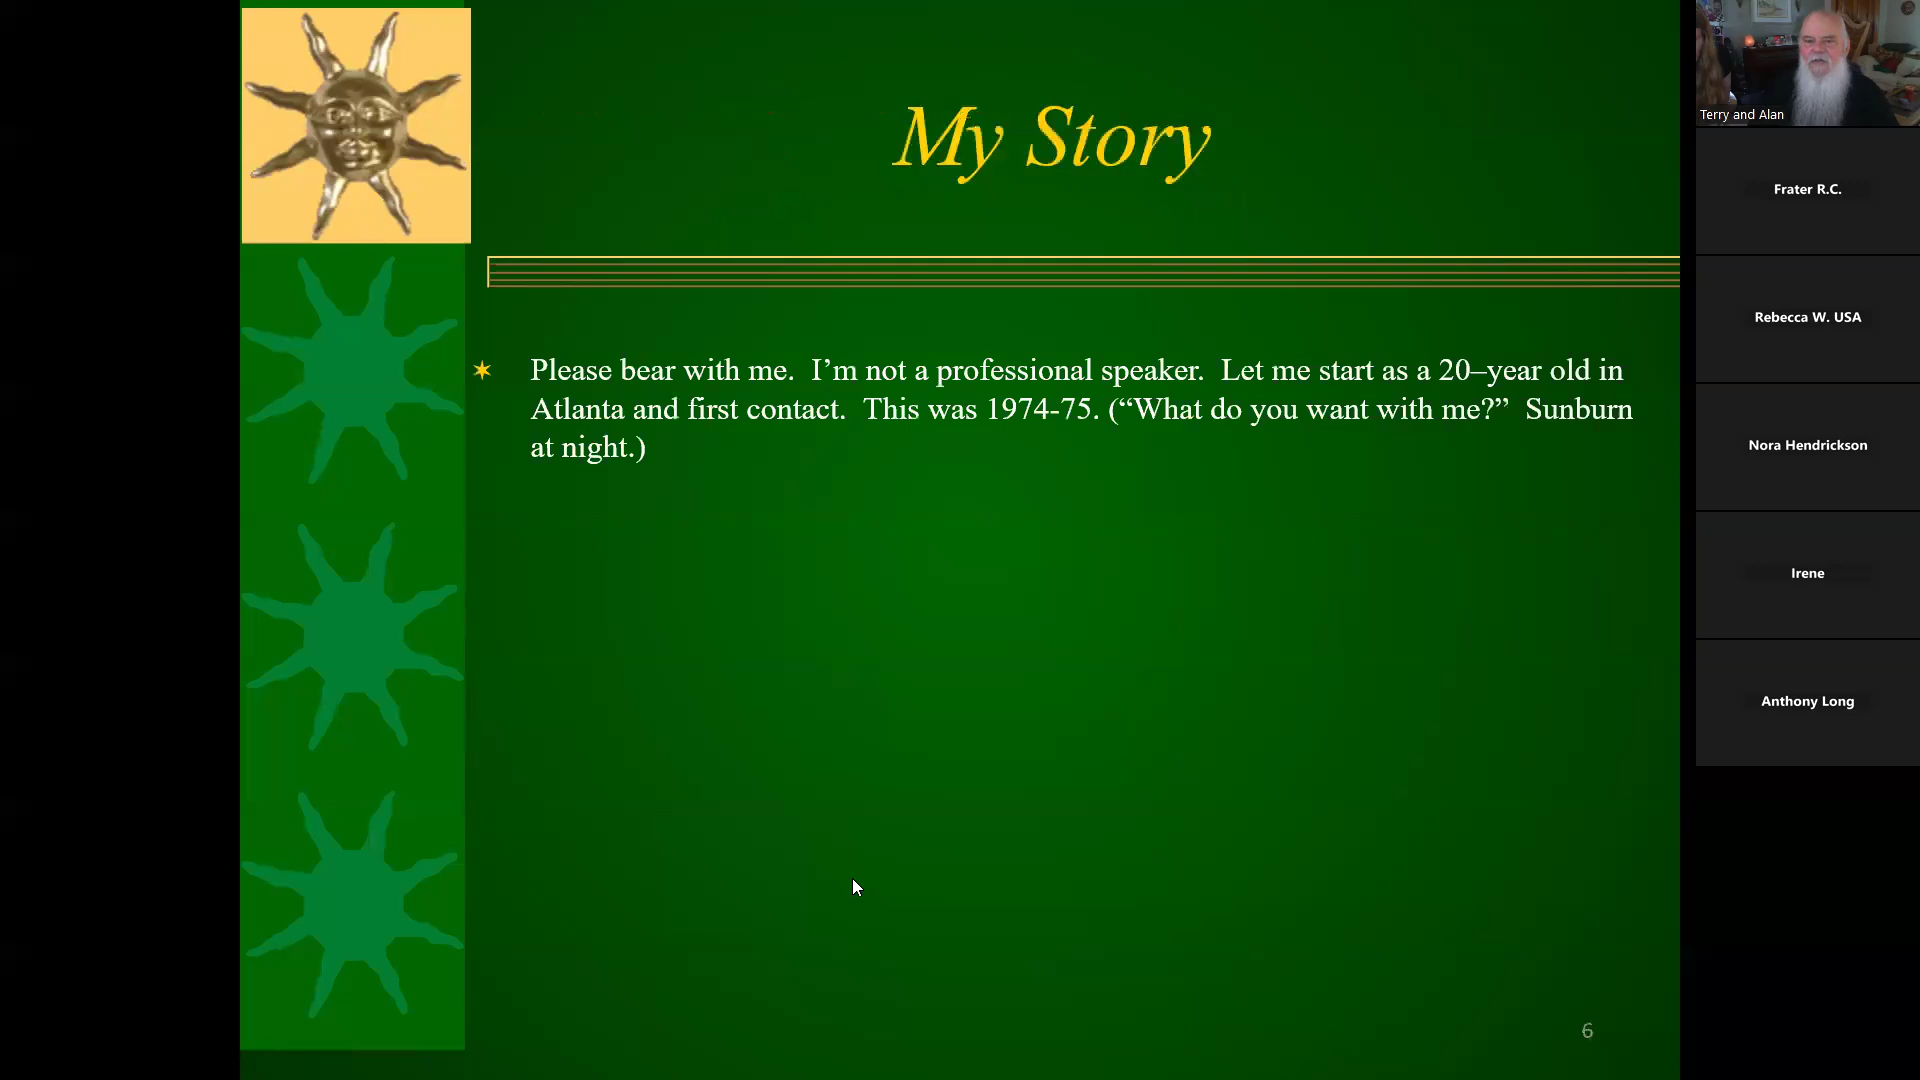 My Story
Please bear with me.  I’m not a professional speaker.  Let me start as a 20–year old in
Atlanta and first contact.  This was 1974-75. (“What do you want with me?”  Sunburn
at night.)
6
Terry and Alan
Frater R.C.
Rebecca W. USA
Nora Hendrickson
Irene
Anthony Long